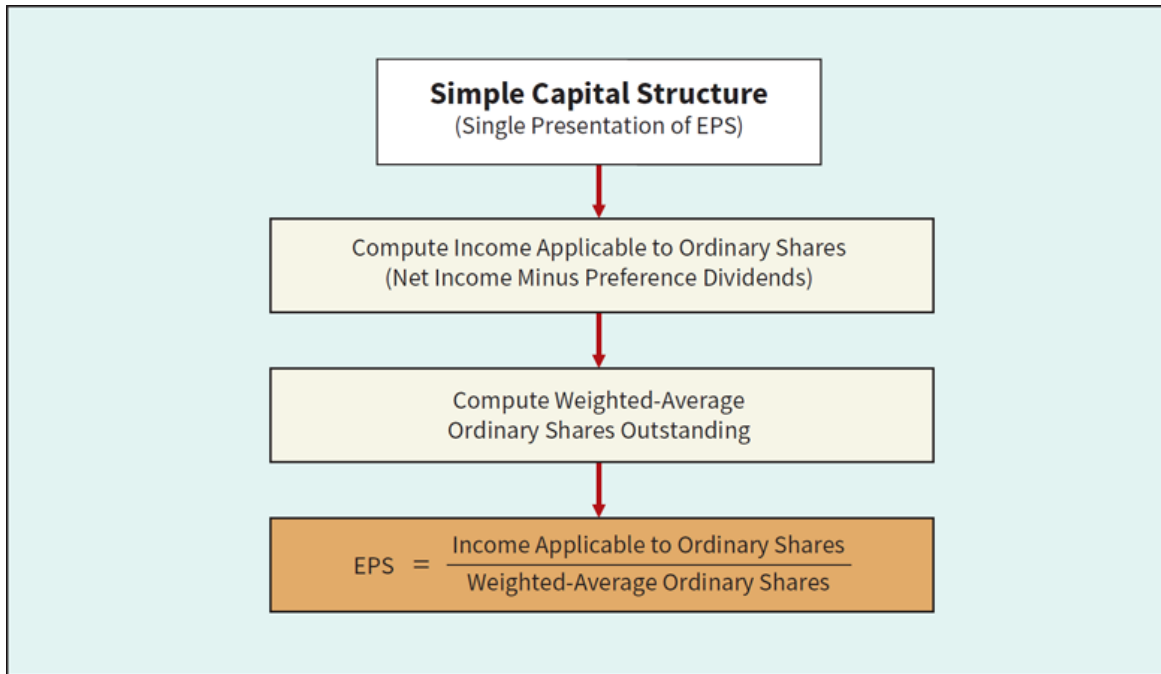 Simple Capital Structure
(Single Presentation of EPS)
Compute Income Applicable to Ordinary Shares
(Net Income Minus Preference Dividends)
Compute Weighted-Average
Ordinary Shares Outstanding
EPS = Income Applicable to Ordinary Shares
Weighted-Average Ordinary Shares